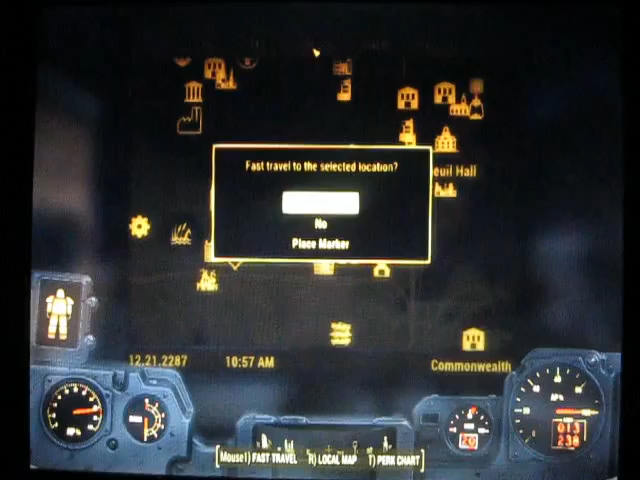 Fast travel to the selected location?
No
Place Marker
euil Hall
12.21.2287 10:57 AM Commonwealth
Mouse1) FAST TRAVEL R) LOCAL MAP T) PERK CHART